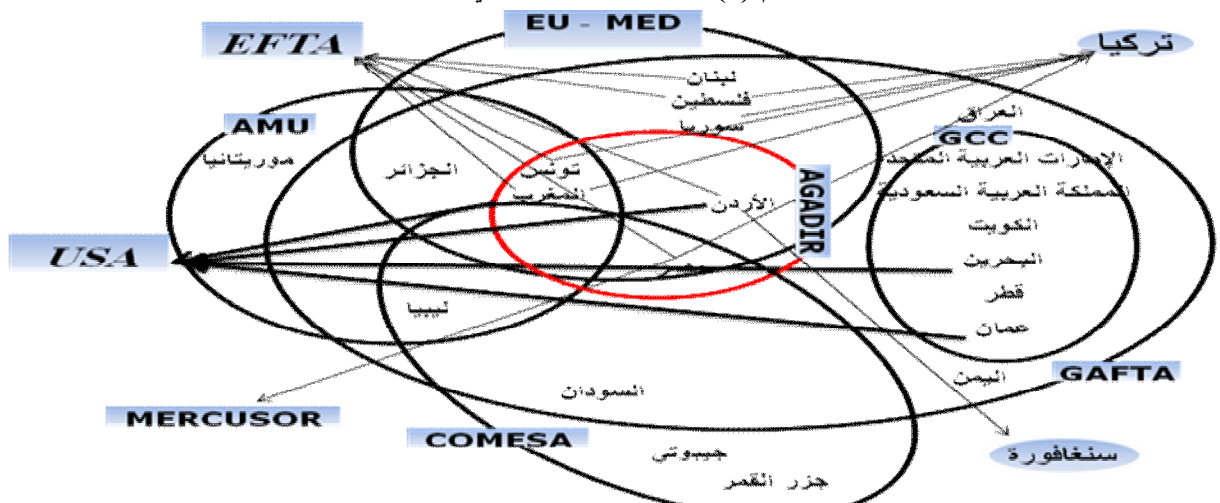 EU - MED
EFTA
تركيا
لبنان
فلسطين
سوريا
العراق
AMU
GCC
موريتانيا
الجزائر
تونس
المغرب
الأردن
AGADIR
الإمارات العربية المتحدة
المملكة العربية السعودية
الكويت
البحرين
قطر
عمان
USA
ليبيا
اليمن
GAFTA
السودان
MERCUSOR
COMESA
جيبوتي
جزر القمر
سنغافورة